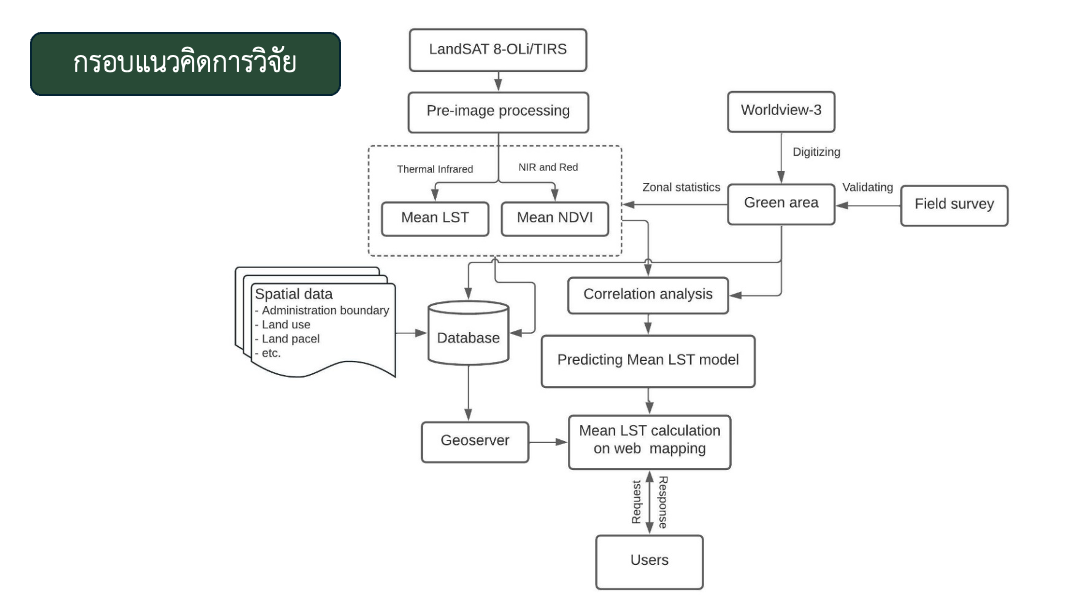 กรอบแนวคิดการวิจัย
LandSAT 8-OLi/TIRS
Pre-image processing
Worldview-3
Digitizing
Thermal Infrared
NIR and Red
Zonal statistics
Green area
Validating
Field survey
Mean LST
Mean NDVI
Spatial data
- Administration boundary
- Land use
- Land pacel
- etc.
Database
Correlation analysis
Predicting Mean LST model
Geoserver
Mean LST calculation
on web mapping
Request
Response
Users